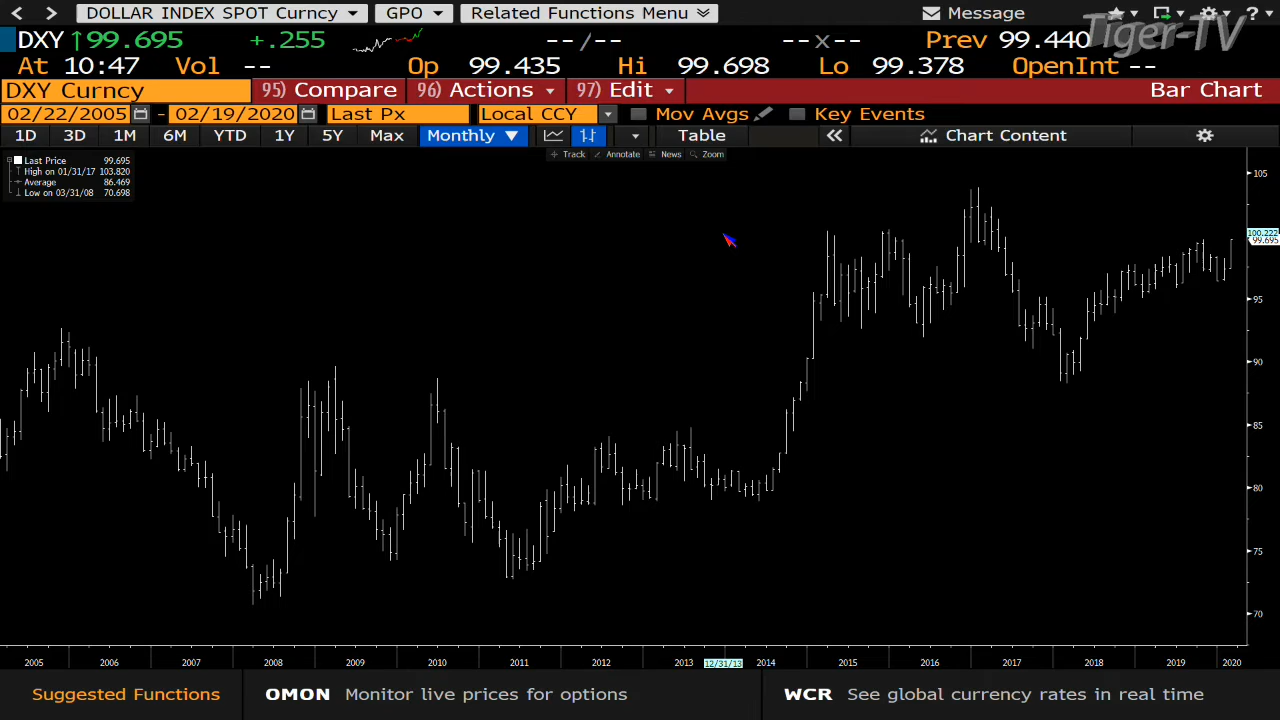 < > DOLLAR INDEX SPOT Curncy GPO Related Functions Menu Message ?
Tiger-TV
DXY ↑99.695 +.255 --/-- --x-- Prev 99.440
At 10:47 Vol -- Op 99.435 Hi 99.698 Lo 99.378 OpenInt --
DXY Curncy 95) Compare 96) Actions 97) Edit Bar Chart
02/22/2005 - 02/19/2020 Last Px Local CCY Mov Avgs Key Events
1D 3D 1M 6M YTD 1Y 5Y Max Monthly ▼ Table « Chart Content
Track Annotate News Zoom
Last Price 99.695
High on 01/31/17 103.820
Average 86.469
Low on 03/31/08 70.698
105
100.222
99.695
95
90
85
80
75
70
2005 2006 2007 2008 2009 2010 2011 2012 2013 12/31/13 2014 2015 2016 2017 2018 2019 2020
Suggested Functions OMON Monitor live prices for options WCR See global currency rates in real time